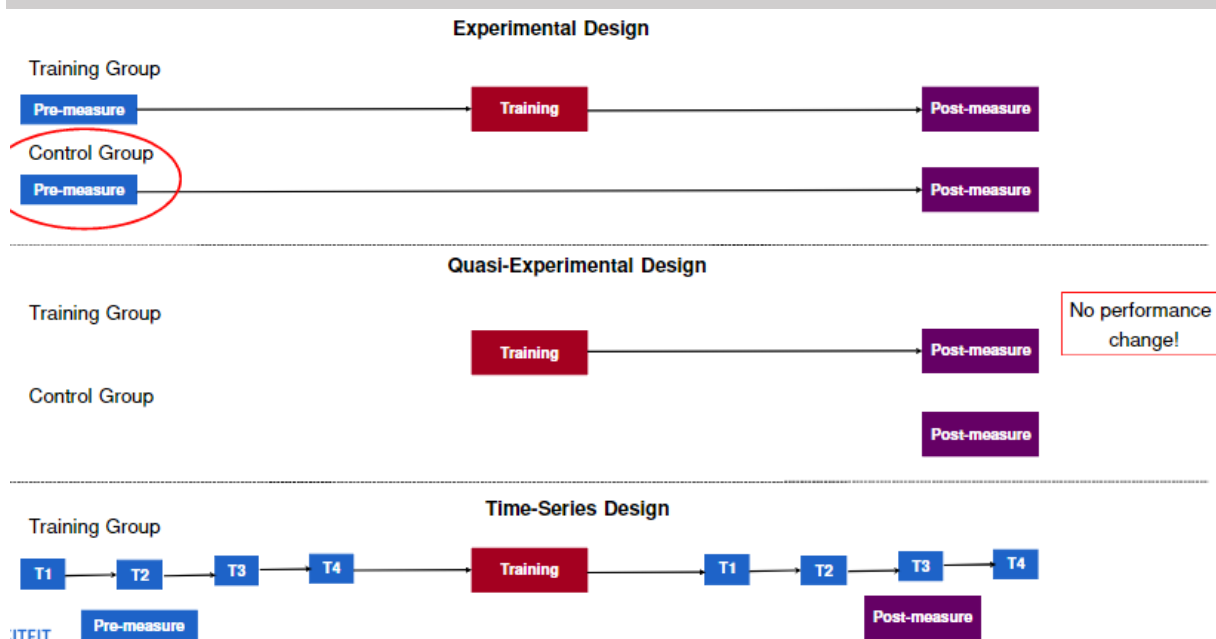 Experimental Design
Training Group
Pre-measure
Training
Post-measure
Control Group
Pre-measure
Post-measure
Quasi-Experimental Design
Training Group
No performance
change!
Training
Post-measure
Control Group
Post-measure
Time-Series Design
Training Group
T1
T2
T3
T4
Training
T1
T2
T3
T4
Pre-measure
Post-measure